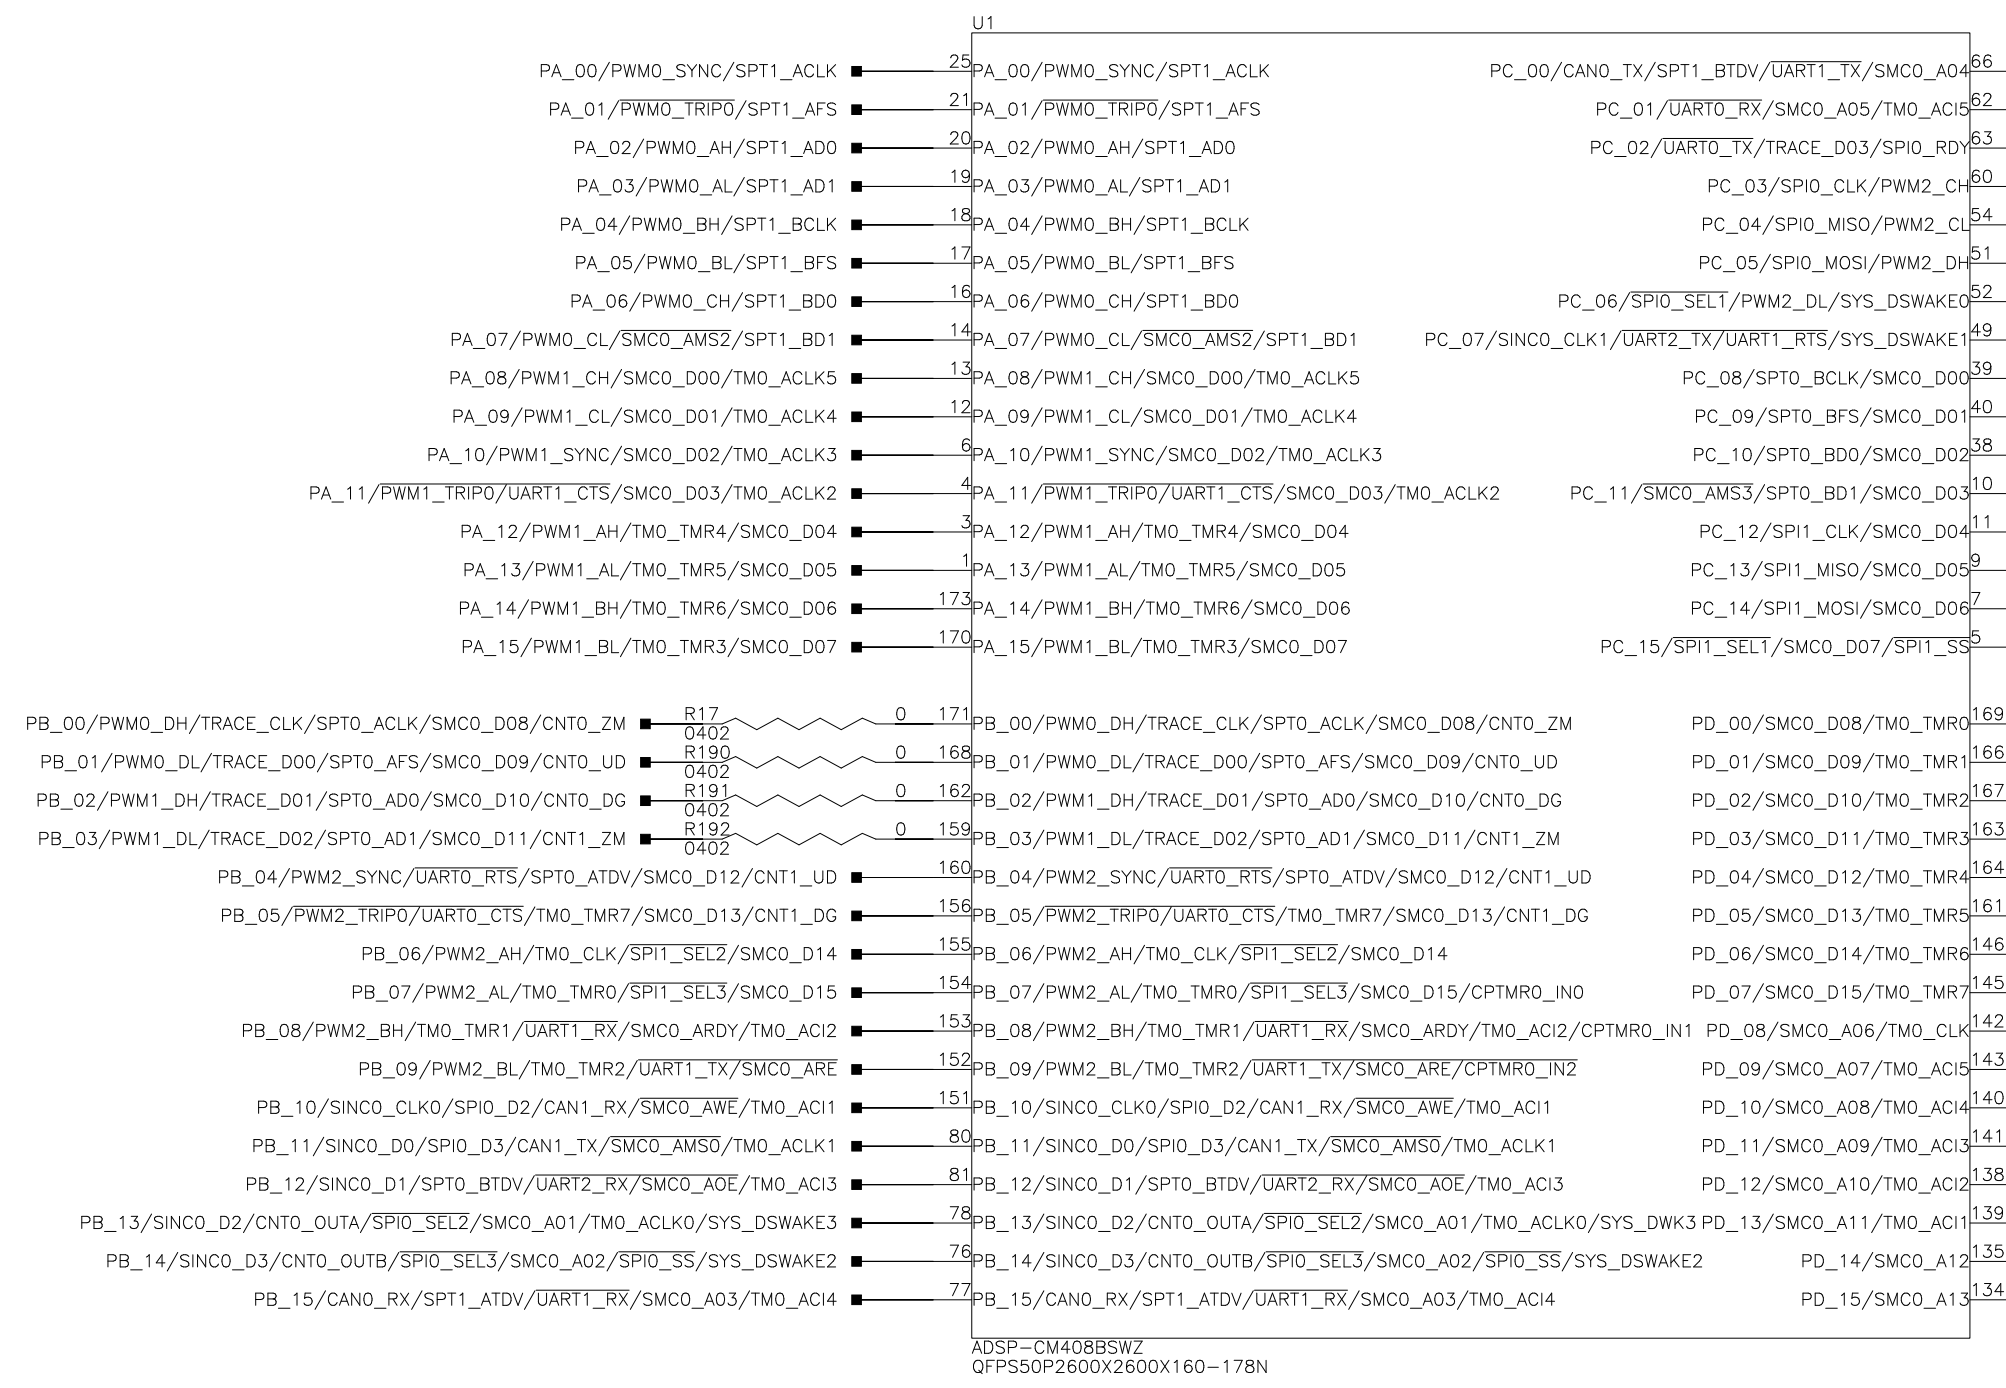 U1
PA_00/PWM0_SYNC/SPT1_ACLK 25 PA_00/PWM0_SYNC/SPT1_ACLK PC_00/CAN0_TX/SPT1_BTDV/UART1_TX/SMC0_A04 66
PA_01/PWM0_TRIP0/SPT1_AFS 21 PA_01/PWM0_TRIP0/SPT1_AFS PC_01/UART0_RX/SMC0_A05/TM0_ACI5 62
PA_02/PWM0_AH/SPT1_AD0 20 PA_02/PWM0_AH/SPT1_AD0 PC_02/UART0_TX/TRACE_D03/SPI0_RDY 63
PA_03/PWM0_AL/SPT1_AD1 19 PA_03/PWM0_AL/SPT1_AD1 PC_03/SPI0_CLK/PWM2_CH 60
PA_04/PWM0_BH/SPT1_BCLK 18 PA_04/PWM0_BH/SPT1_BCLK PC_04/SPI0_MISO/PWM2_CL 54
PA_05/PWM0_BL/SPT1_BFS 17 PA_05/PWM0_BL/SPT1_BFS PC_05/SPI0_MOSI/PWM2_DH 51
PA_06/PWM0_CH/SPT1_BD0 16 PA_06/PWM0_CH/SPT1_BD0 PC_06/SPI0_SEL1/PWM2_DL/SYS_DSWAKE0 52
PA_07/PWM0_CL/SMC0_AMS2/SPT1_BD1 14 PA_07/PWM0_CL/SMC0_AMS2/SPT1_BD1 PC_07/SINC0_CLK1/UART2_TX/UART1_RTS/SYS_DSWAKE1 49
PA_08/PWM1_CH/SMC0_D00/TM0_ACLK5 13 PA_08/PWM1_CH/SMC0_D00/TM0_ACLK5 PC_08/SPT0_BCLK/SMC0_D00 39
PA_09/PWM1_CL/SMC0_D01/TM0_ACLK4 12 PA_09/PWM1_CL/SMC0_D01/TM0_ACLK4 PC_09/SPT0_BFS/SMC0_D01 40
PA_10/PWM1_SYNC/SMC0_D02/TM0_ACLK3 6 PA_10/PWM1_SYNC/SMC0_D02/TM0_ACLK3 PC_10/SPT0_BD0/SMC0_D02 38
PA_11/PWM1_TRIP0/UART1_CTS/SMC0_D03/TM0_ACLK2 4 PA_11/PWM1_TRIP0/UART1_CTS/SMC0_D03/TM0_ACLK2 PC_11/SMC0_AMS3/SPT0_BD1/SMC0_D03 10
PA_12/PWM1_AH/TM0_TMR4/SMC0_D04 3 PA_12/PWM1_AH/TM0_TMR4/SMC0_D04 PC_12/SPI1_CLK/SMC0_D04 11
PA_13/PWM1_AL/TM0_TMR5/SMC0_D05 1 PA_13/PWM1_AL/TM0_TMR5/SMC0_D05 PC_13/SPI1_MISO/SMC0_D05 9
PA_14/PWM1_BH/TM0_TMR6/SMC0_D06 173 PA_14/PWM1_BH/TM0_TMR6/SMC0_D06 PC_14/SPI1_MOSI/SMC0_D06 7
PA_15/PWM1_BL/TM0_TMR3/SMC0_D07 170 PA_15/PWM1_BL/TM0_TMR3/SMC0_D07 PC_15/SPI1_SEL1/SMC0_D07/SPI1_SS 5
PB_00/PWM0_DH/TRACE_CLK/SPT0_ACLK/SMC0_D08/CNT0_ZM R17 0 171 PB_00/PWM0_DH/TRACE_CLK/SPT0_ACLK/SMC0_D08/CNT0_ZM PD_00/SMC0_D08/TM0_TMR0 169
0402
PB_01/PWM0_DL/TRACE_D00/SPT0_AFS/SMC0_D09/CNT0_UD R190 0 168 PB_01/PWM0_DL/TRACE_D00/SPT0_AFS/SMC0_D09/CNT0_UD PD_01/SMC0_D09/TM0_TMR1 166
0402
PB_02/PWM1_DH/TRACE_D01/SPT0_AD0/SMC0_D10/CNT0_DG R191 0 162 PB_02/PWM1_DH/TRACE_D01/SPT0_AD0/SMC0_D10/CNT0_DG PD_02/SMC0_D10/TM0_TMR2 167
0402
PB_03/PWM1_DL/TRACE_D02/SPT0_AD1/SMC0_D11/CNT1_ZM R192 0 159 PB_03/PWM1_DL/TRACE_D02/SPT0_AD1/SMC0_D11/CNT1_ZM PD_03/SMC0_D11/TM0_TMR3 163
0402
PB_04/PWM2_SYNC/UART0_RTS/SPT0_ATDV/SMC0_D12/CNT1_UD 160 PB_04/PWM2_SYNC/UART0_RTS/SPT0_ATDV/SMC0_D12/CNT1_UD PD_04/SMC0_D12/TM0_TMR4 164
PB_05/PWM2_TRIP0/UART0_CTS/TM0_TMR7/SMC0_D13/CNT1_DG 156 PB_05/PWM2_TRIP0/UART0_CTS/TM0_TMR7/SMC0_D13/CNT1_DG PD_05/SMC0_D13/TM0_TMR5 161
PB_06/PWM2_AH/TM0_CLK/SPI1_SEL2/SMC0_D14 155 PB_06/PWM2_AH/TM0_CLK/SPI1_SEL2/SMC0_D14 PD_06/SMC0_D14/TM0_TMR6 146
PB_07/PWM2_AL/TM0_TMR0/SPI1_SEL3/SMC0_D15 154 PB_07/PWM2_AL/TM0_TMR0/SPI1_SEL3/SMC0_D15/CPTMR0_IN0 PD_07/SMC0_D15/TM0_TMR7 145
PB_08/PWM2_BH/TM0_TMR1/UART1_RX/SMC0_ARDY/TM0_ACI2 153 PB_08/PWM2_BH/TM0_TMR1/UART1_RX/SMC0_ARDY/TM0_ACI2/CPTMR0_IN1 PD_08/SMC0_A06/TM0_CLK 142
PB_09/PWM2_BL/TM0_TMR2/UART1_TX/SMC0_ARE 152 PB_09/PWM2_BL/TM0_TMR2/UART1_TX/SMC0_ARE/CPTMR0_IN2 PD_09/SMC0_A07/TM0_ACI5 143
PB_10/SINC0_CLK0/SPI0_D2/CAN1_RX/SMC0_AWE/TM0_ACI1 151 PB_10/SINC0_CLK0/SPI0_D2/CAN1_RX/SMC0_AWE/TM0_ACI1 PD_10/SMC0_A08/TM0_ACI4 140
PB_11/SINC0_D0/SPI0_D3/CAN1_TX/SMC0_AMS0/TM0_ACLK1 80 PB_11/SINC0_D0/SPI0_D3/CAN1_TX/SMC0_AMS0/TM0_ACLK1 PD_11/SMC0_A09/TM0_ACI3 141
PB_12/SINC0_D1/SPT0_BTDV/UART2_RX/SMC0_AOE/TM0_ACI3 81 PB_12/SINC0_D1/SPT0_BTDV/UART2_RX/SMC0_AOE/TM0_ACI3 PD_12/SMC0_A10/TM0_ACI2 138
PB_13/SINC0_D2/CNT0_OUTA/SPI0_SEL2/SMC0_A01/TM0_ACLK0/SYS_DSWAKE3 78 PB_13/SINC0_D2/CNT0_OUTA/SPI0_SEL2/SMC0_A01/TM0_ACLK0/SYS_DWK3 PD_13/SMC0_A11/TM0_ACI1 139
PB_14/SINC0_D3/CNT0_OUTB/SPI0_SEL3/SMC0_A02/SPI0_SS/SYS_DSWAKE2 76 PB_14/SINC0_D3/CNT0_OUTB/SPI0_SEL3/SMC0_A02/SPI0_SS/SYS_DSWAKE2 PD_14/SMC0_A12 135
PB_15/CAN0_RX/SPT1_ATDV/UART1_RX/SMC0_A03/TM0_ACI4 77 PB_15/CAN0_RX/SPT1_ATDV/UART1_RX/SMC0_A03/TM0_ACI4 PD_15/SMC0_A13 134
ADSP-CM408BSWZ
QFPS50P2600X2600X160-178N